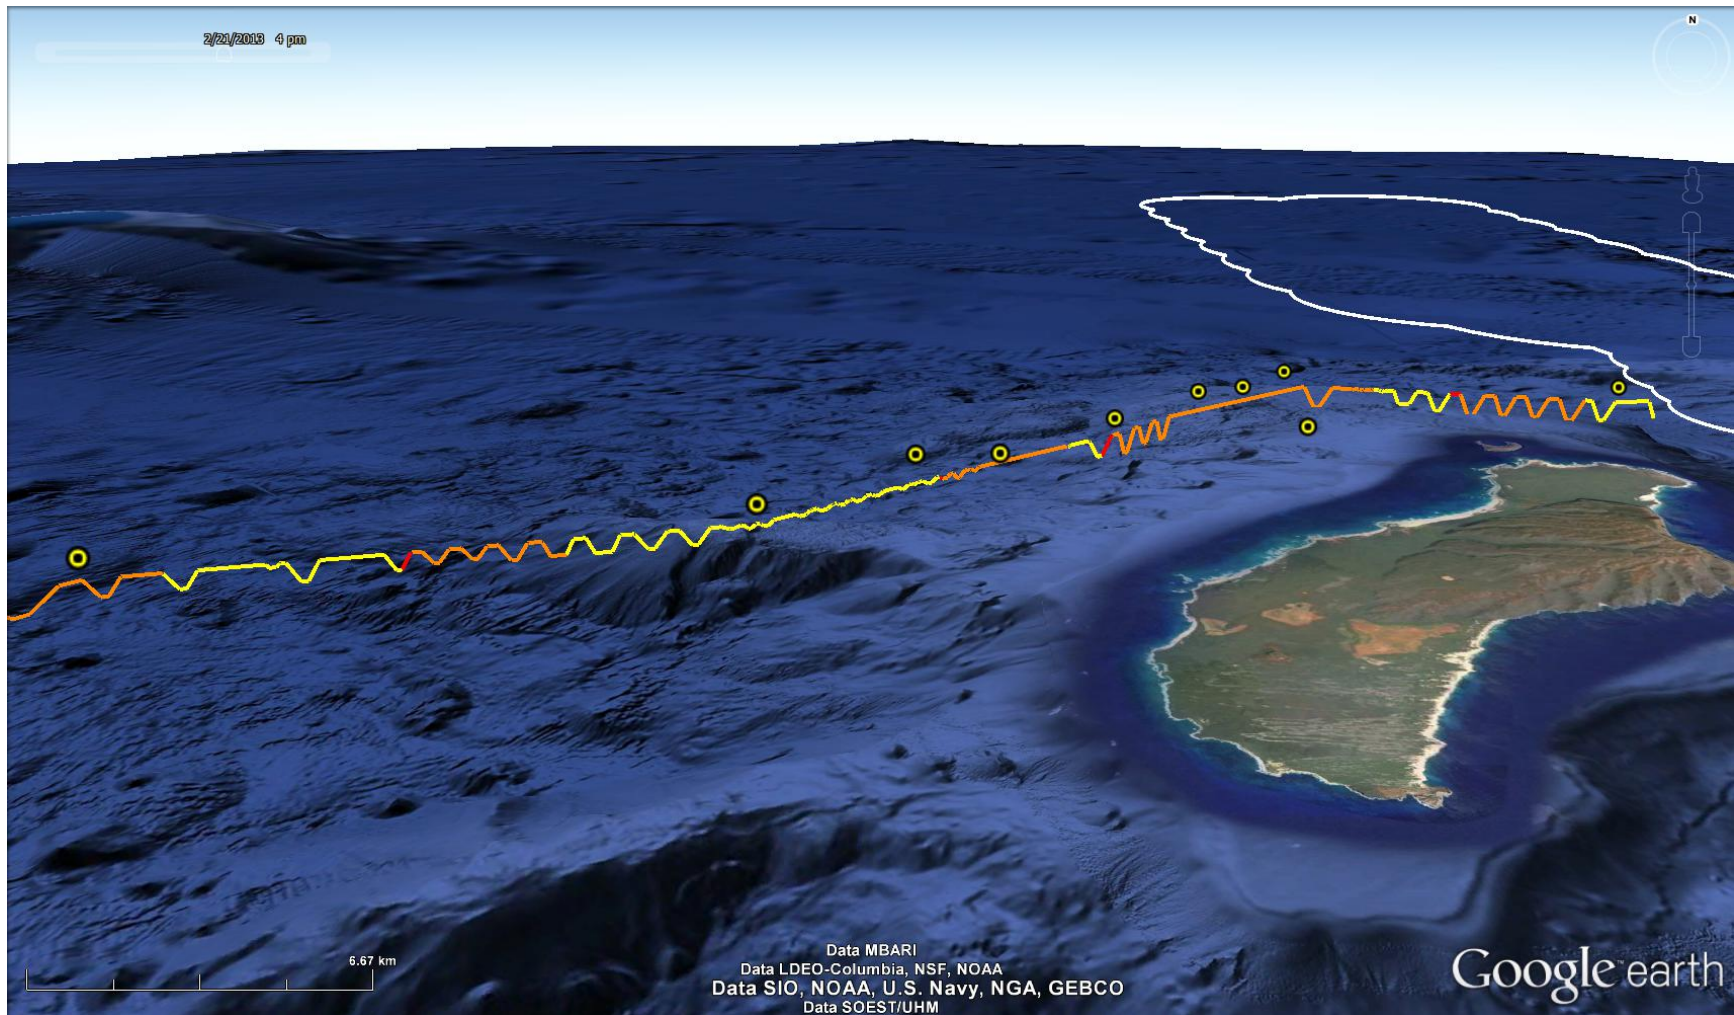 2/21/2013 4 pm
N
6.67 km
Data MBARI
Data LDEO-Columbia, NSF, NOAA
Data SIO, NOAA, U.S. Navy, NGA, GEBCO
Data SOEST/UHM
Google earth